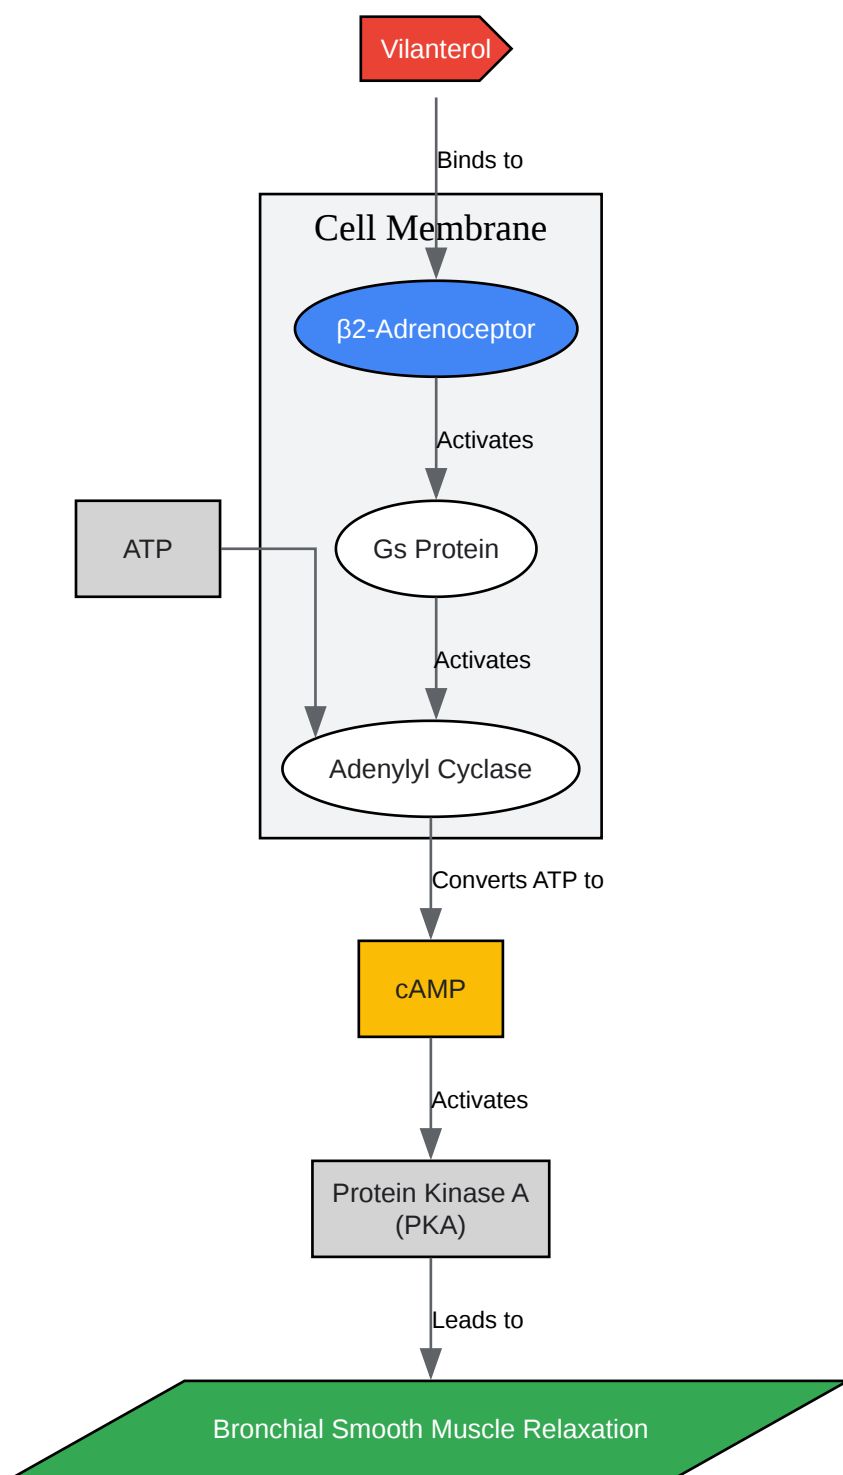 Vilanterol
Binds to
Cell Membrane
β2-Adrenoceptor
Activates
ATP
Gs Protein
Activates
Adenylyl Cyclase
Converts ATP to
cAMP
Activates
Protein Kinase A
(PKA)
Leads to
Bronchial Smooth Muscle Relaxation